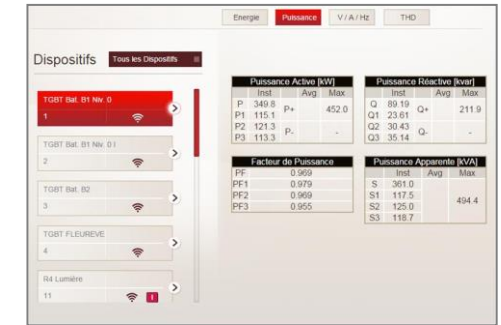 Energie Puissance V / A / Hz THD
Dispositifs Tous les Dispositifs
TGBT Bat. B1 Niv. 0
1
TGBT Bat. B1 Niv. 0 I
2
TGBT Bat. B2
3
TGBT FLEUREVE
4
R4 Lumière
11 I
Puissance Active [kW]
Inst Avg Max
P 349.8 P+ 452.0
P1 115.1
P2 121.3 P- -
P3 113.3
Puissance Réactive [kvar]
Inst Avg Max
Q 89.19 Q+ 211.9
Q1 23.61
Q2 30.43 Q- -
Q3 35.14
Facteur de Puissance
PF 0.969
PF1 0.979
PF2 0.969
PF3 0.955
Puissance Apparente [kVA]
Inst Avg Max
S 361.0 494.4
S1 117.5
S2 125.0
S3 118.7